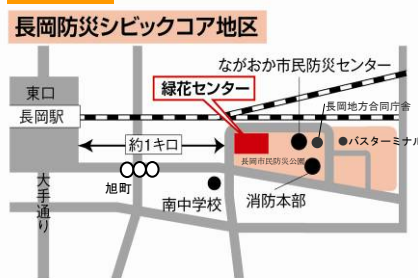 長岡防災シビックコア地区
ながおか市民防災センター
緑花センター
長岡地方合同庁舎
東口
長岡駅
約1キロ
バスターミナル
長岡市民防災公園
旭町
大手通り
南中学校
消防本部